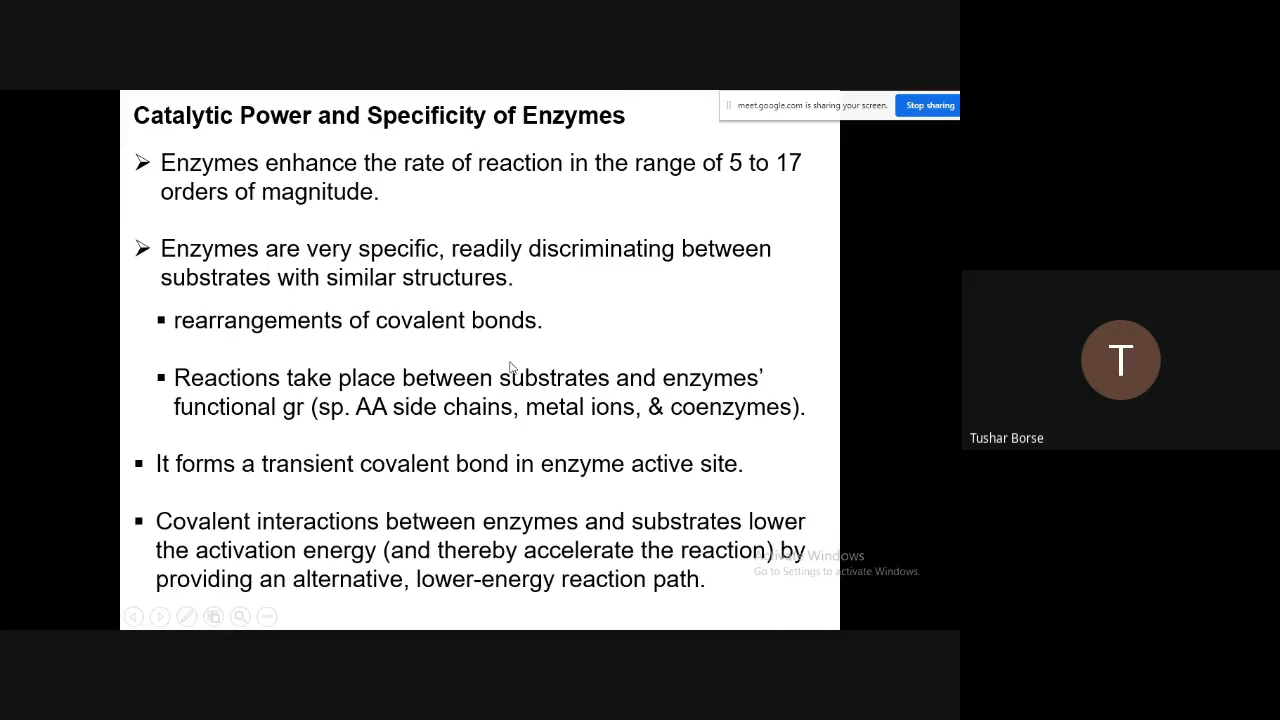 Catalytic Power and Specificity of Enzymes
meet.google.com is sharing your screen.
Stop sharing
➢ Enzymes enhance the rate of reaction in the range of 5 to 17
orders of magnitude.
➢ Enzymes are very specific, readily discriminating between
substrates with similar structures.
▪ rearrangements of covalent bonds.
▪ Reactions take place between substrates and enzymes’
functional gr (sp. AA side chains, metal ions, & coenzymes).
▪ It forms a transient covalent bond in enzyme active site.
▪ Covalent interactions between enzymes and substrates lower
the activation energy (and thereby accelerate the reaction) by
providing an alternative, lower-energy reaction path.
Activate Windows
Go to Settings to activate Windows.
T
Tushar Borse